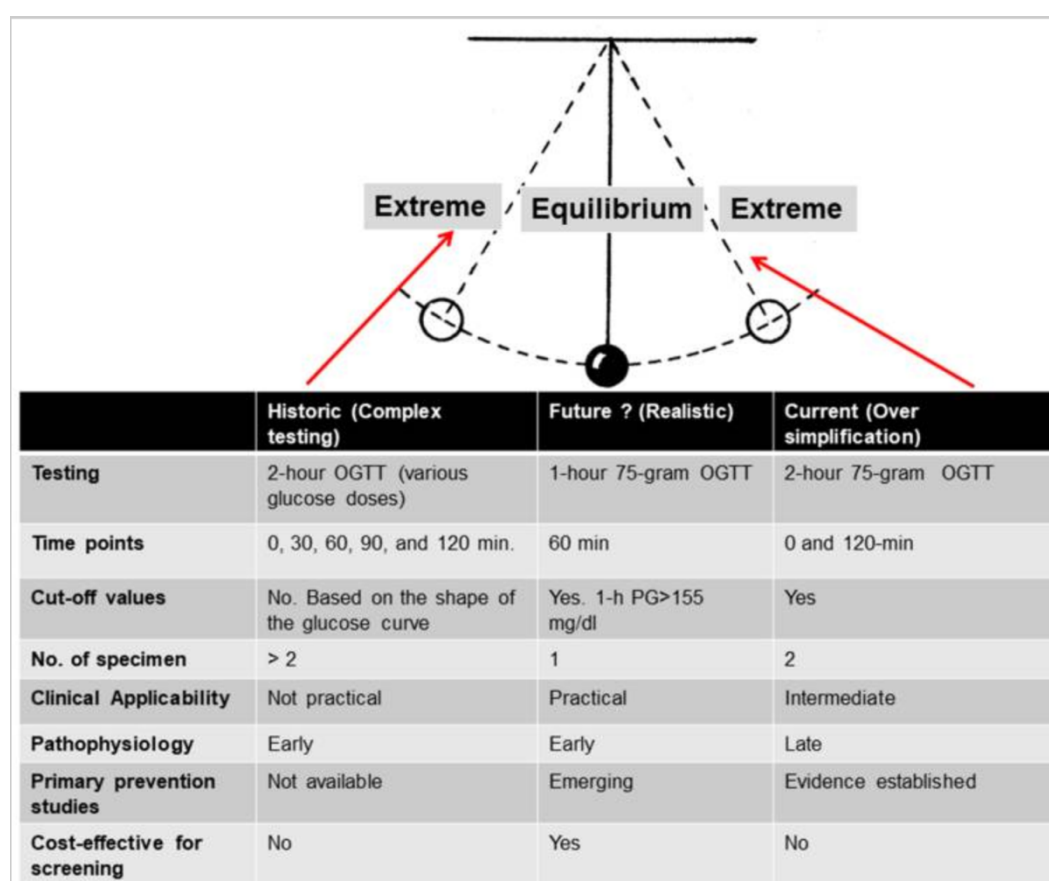 Extreme Equilibrium Extreme
Historic (Complex testing) Future ? (Realistic) Current (Over simplification)
Testing 2-hour OGTT (various glucose doses) 1-hour 75-gram OGTT 2-hour 75-gram OGTT
Time points 0, 30, 60, 90, and 120 min. 60 min 0 and 120-min
Cut-off values No. Based on the shape of the glucose curve Yes. 1-h PG>155 mg/dl Yes
No. of specimen > 2 1 2
Clinical Applicability Not practical Practical Intermediate
Pathophysiology Early Early Late
Primary prevention studies Not available Emerging Evidence established
Cost-effective for screening No Yes No